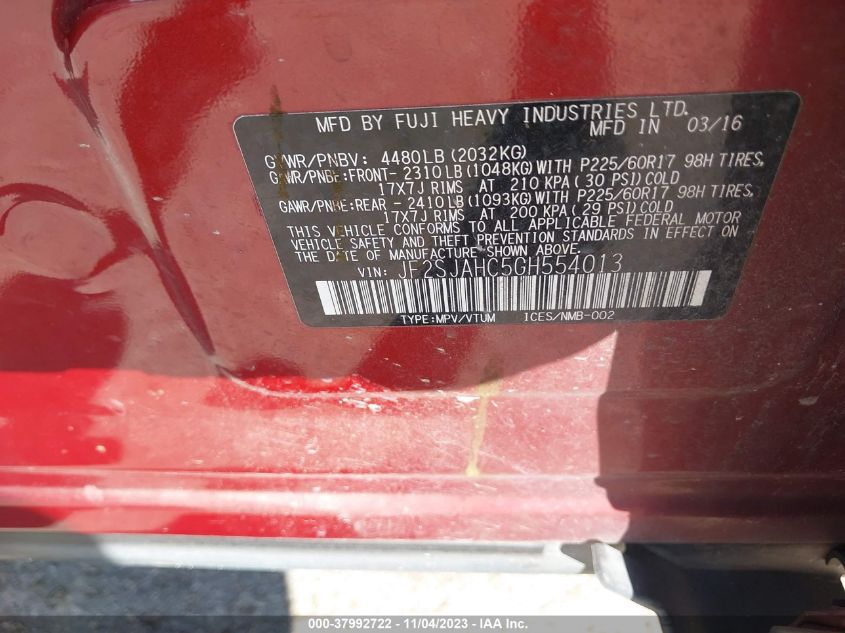 MFD BY FUJI HEAVY INDUSTRIES LTD.
MFD IN 03/16
GVWR/PNBV: 4480LB(2032KG)
GAWR/PNBE:FRONT- 2310LB(1048KG)WITH P225/60R17 98H TIRES,
17X7J RIMS AT 210 KPA(30 PSI)COLD
GAWR/PNBE:REAR - 2410LB(1093KG)WITH P225/60R17 98H TIRES,
17X7J RIMS AT 200 KPA(29 PSI)COLD
THIS VEHICLE CONFORMS TO ALL APPLICABLE FEDERAL MOTOR
VEHICLE SAFETY AND THEFT PREVENTION STANDARDS IN EFFECT ON
THE DATE OF MANUFACTURE SHOWN ABOVE.
VIN: JF2SJAHC5GH554013
TYPE:MPV/VTUM ICES/NMB-002
000-37992722 - 11/04/2023 - IAA Inc.